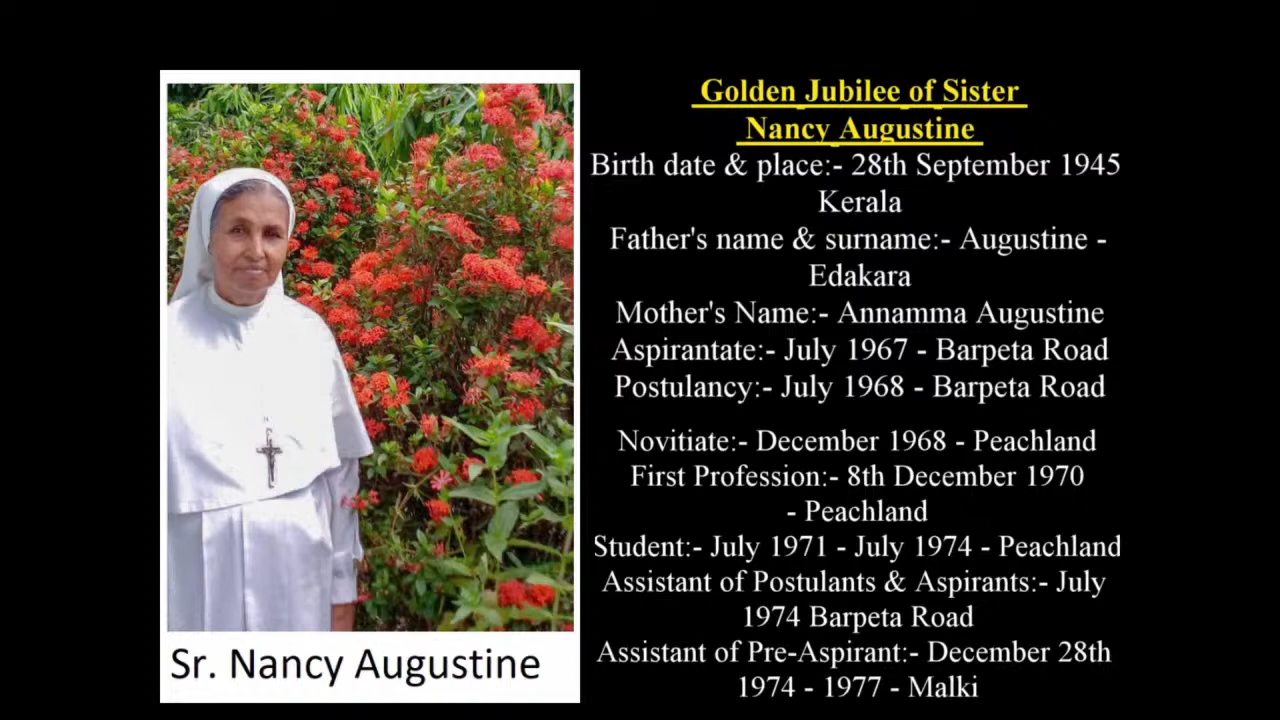 Golden Jubilee of Sister
Nancy Augustine
Birth date & place:- 28th September 1945
Kerala
Father's name & surname:- Augustine -
Edakara
Mother's Name:- Annamma Augustine
Aspirantate:- July 1967 - Barpeta Road
Postulancy:- July 1968 - Barpeta Road
Novitiate:- December 1968 - Peachland
First Profession:- 8th December 1970
- Peachland
Student:- July 1971 - July 1974 - Peachland
Assistant of Postulants & Aspirants:- July
1974 Barpeta Road
Assistant of Pre-Aspirant:- December 28th
1974 - 1977 - Malki
Sr. Nancy Augustine